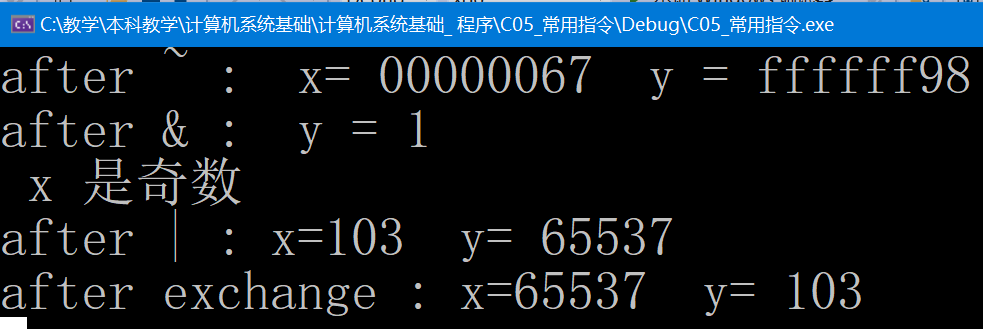 C:\教学\本科教学\计算机系统基础\计算机系统基础_ 程序\C05_常用指令\Debug\C05_常用指令.exe
after ~ :  x= 00000067  y = ffffff98
after & :  y = 1
 x 是奇数
after | : x=103  y= 65537
after exchange : x=65537  y= 103